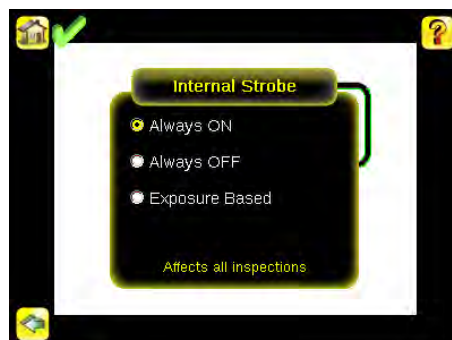 Internal Strobe
Always ON
Always OFF
Exposure Based
Affects all inspections
?